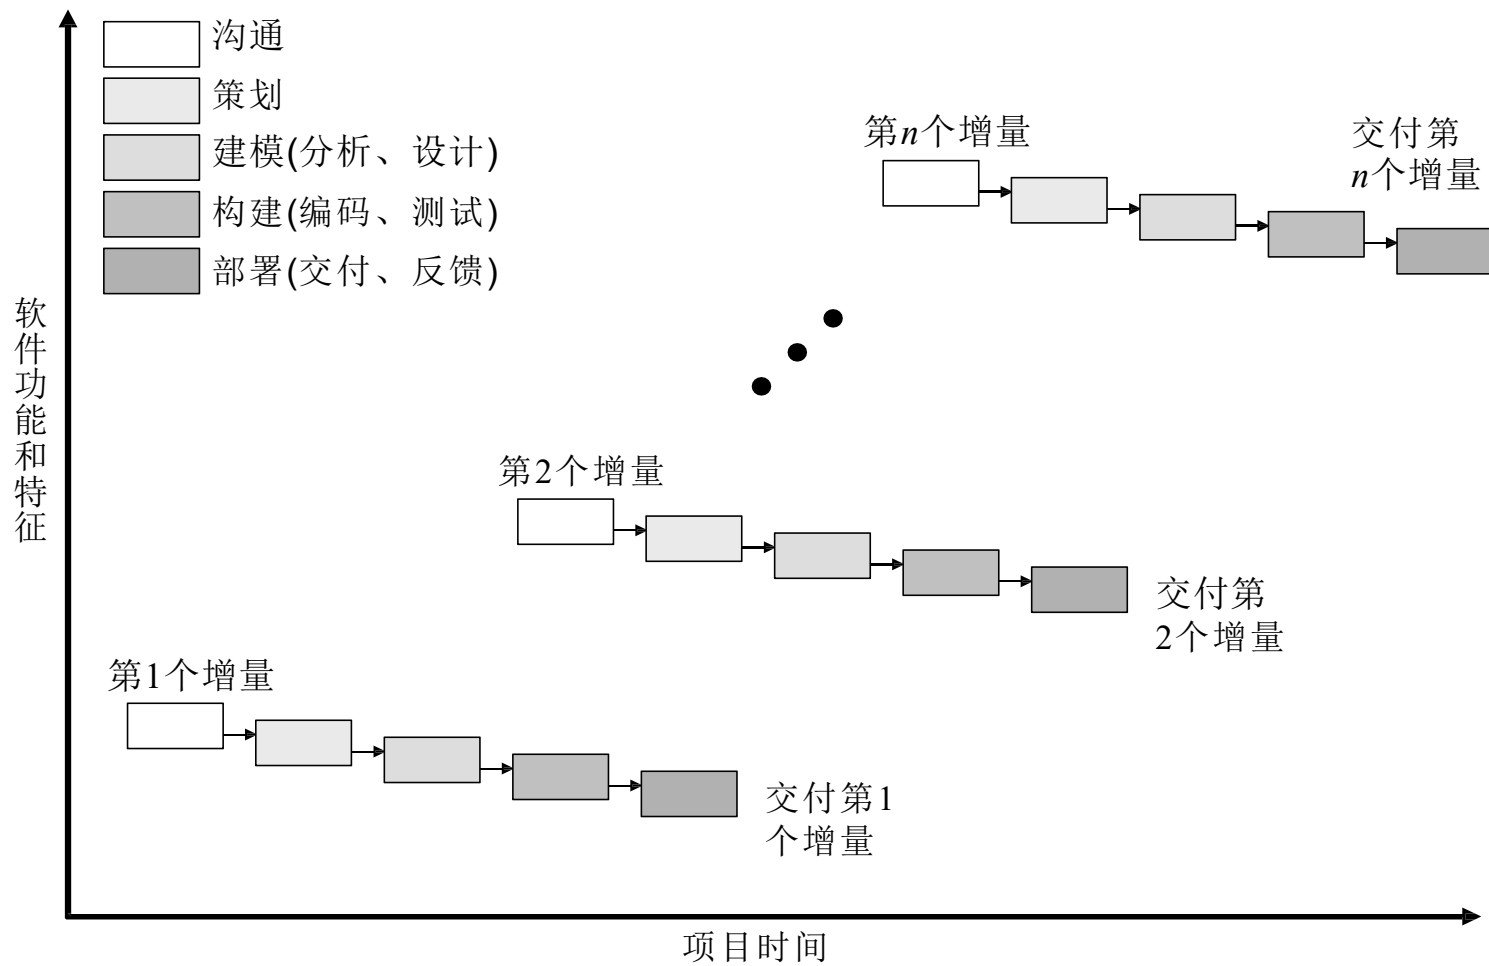 沟通
策划
建模(分析、设计)
构建(编码、测试)
部署(交付、反馈)
第n个增量
交付第
n个增量
软件功能和特征
第2个增量
交付第
2个增量
第1个增量
交付第1
个增量
项目时间